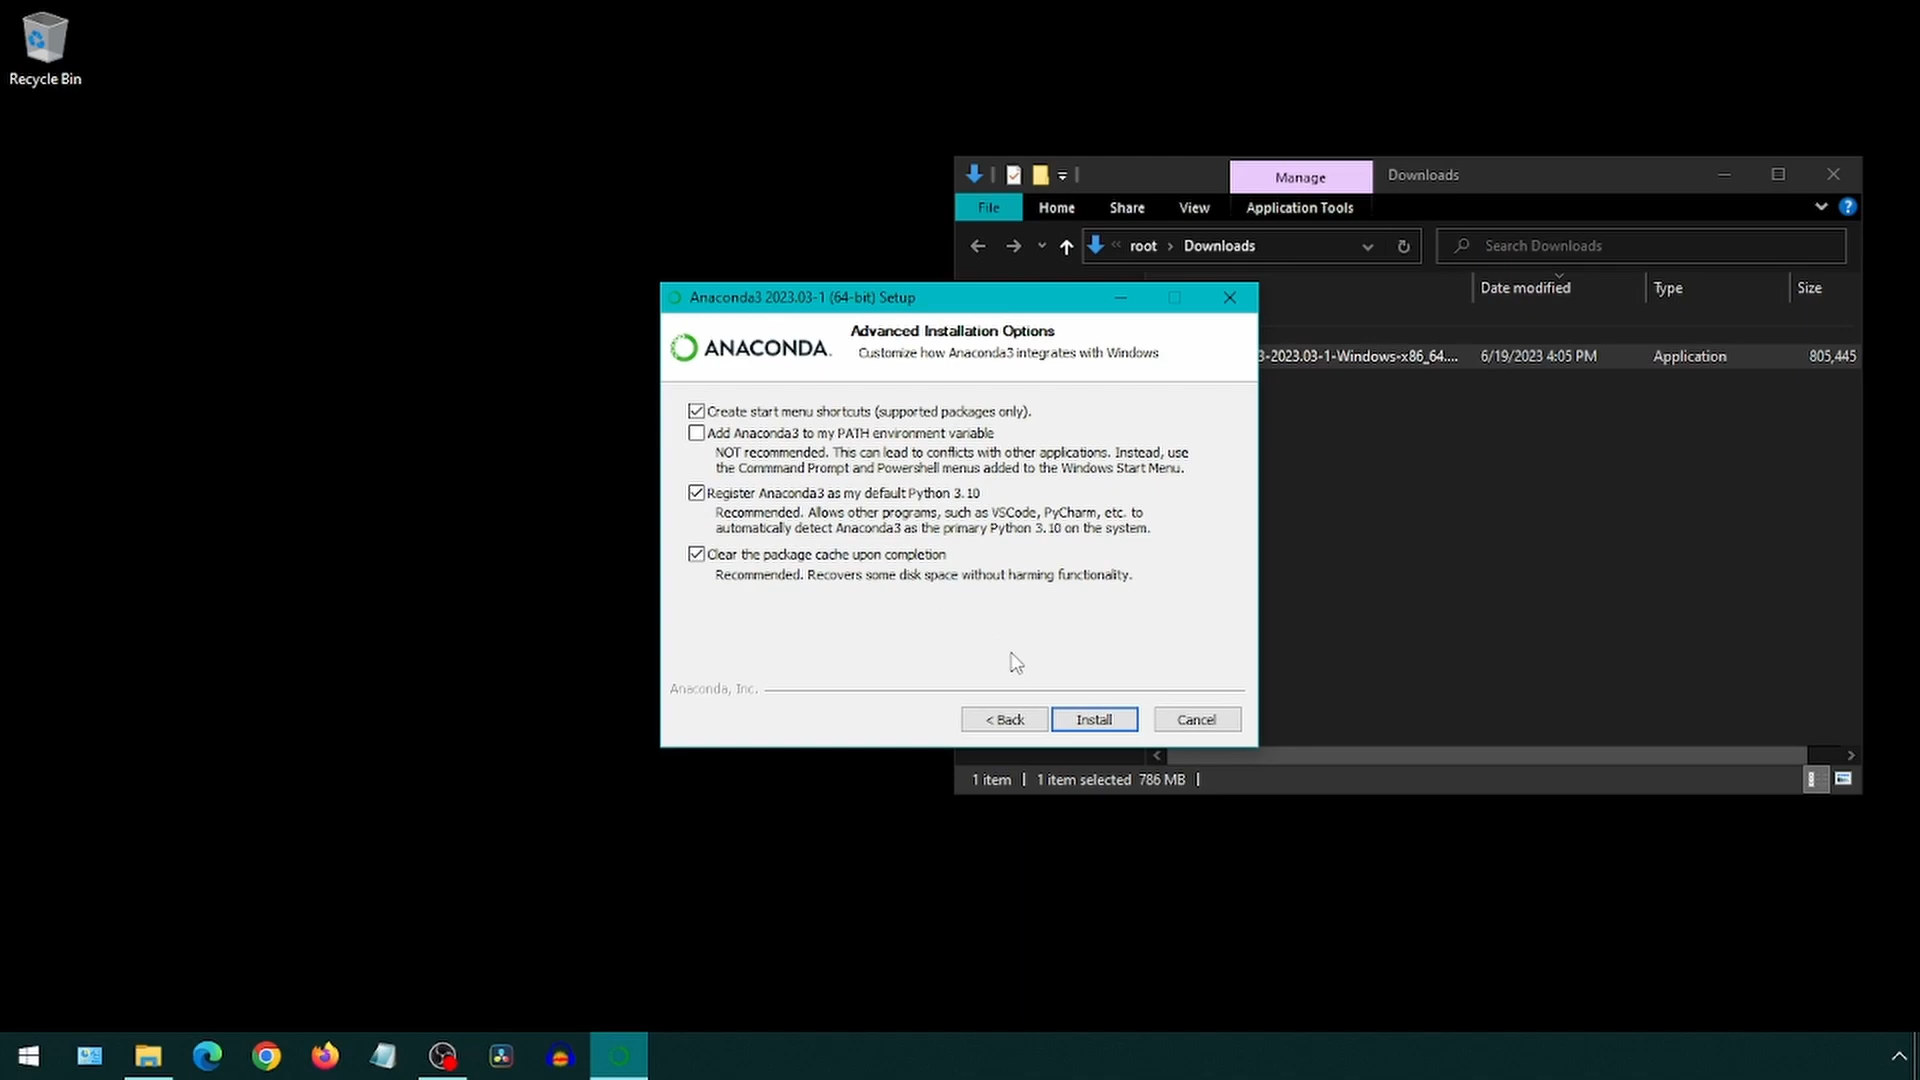 Recycle Bin
Manage
Downloads
File
Home
Share
View
Application Tools
root > Downloads
Search Downloads
Date modified
Type
Size
3-2023.03-1-Windows-x86_64....
6/19/2023 4:05 PM
Application
805,445
Anaconda3 2023.03-1 (64-bit) Setup
ANACONDA.
Advanced Installation Options
Customize how Anaconda3 integrates with Windows
Create start menu shortcuts (supported packages only).
Add Anaconda3 to my PATH environment variable
NOT recommended. This can lead to conflicts with other applications. Instead, use
the Commmand Prompt and Powershell menus added to the Windows Start Menu.
Register Anaconda3 as my default Python 3.10
Recommended. Allows other programs, such as VSCode, PyCharm, etc. to
automatically detect Anaconda3 as the primary Python 3.10 on the system.
Clear the package cache upon completion
Recommended. Recovers some disk space without harming functionality.
Anaconda, Inc.
< Back
Install
Cancel
1 item
1 item selected 786 MB